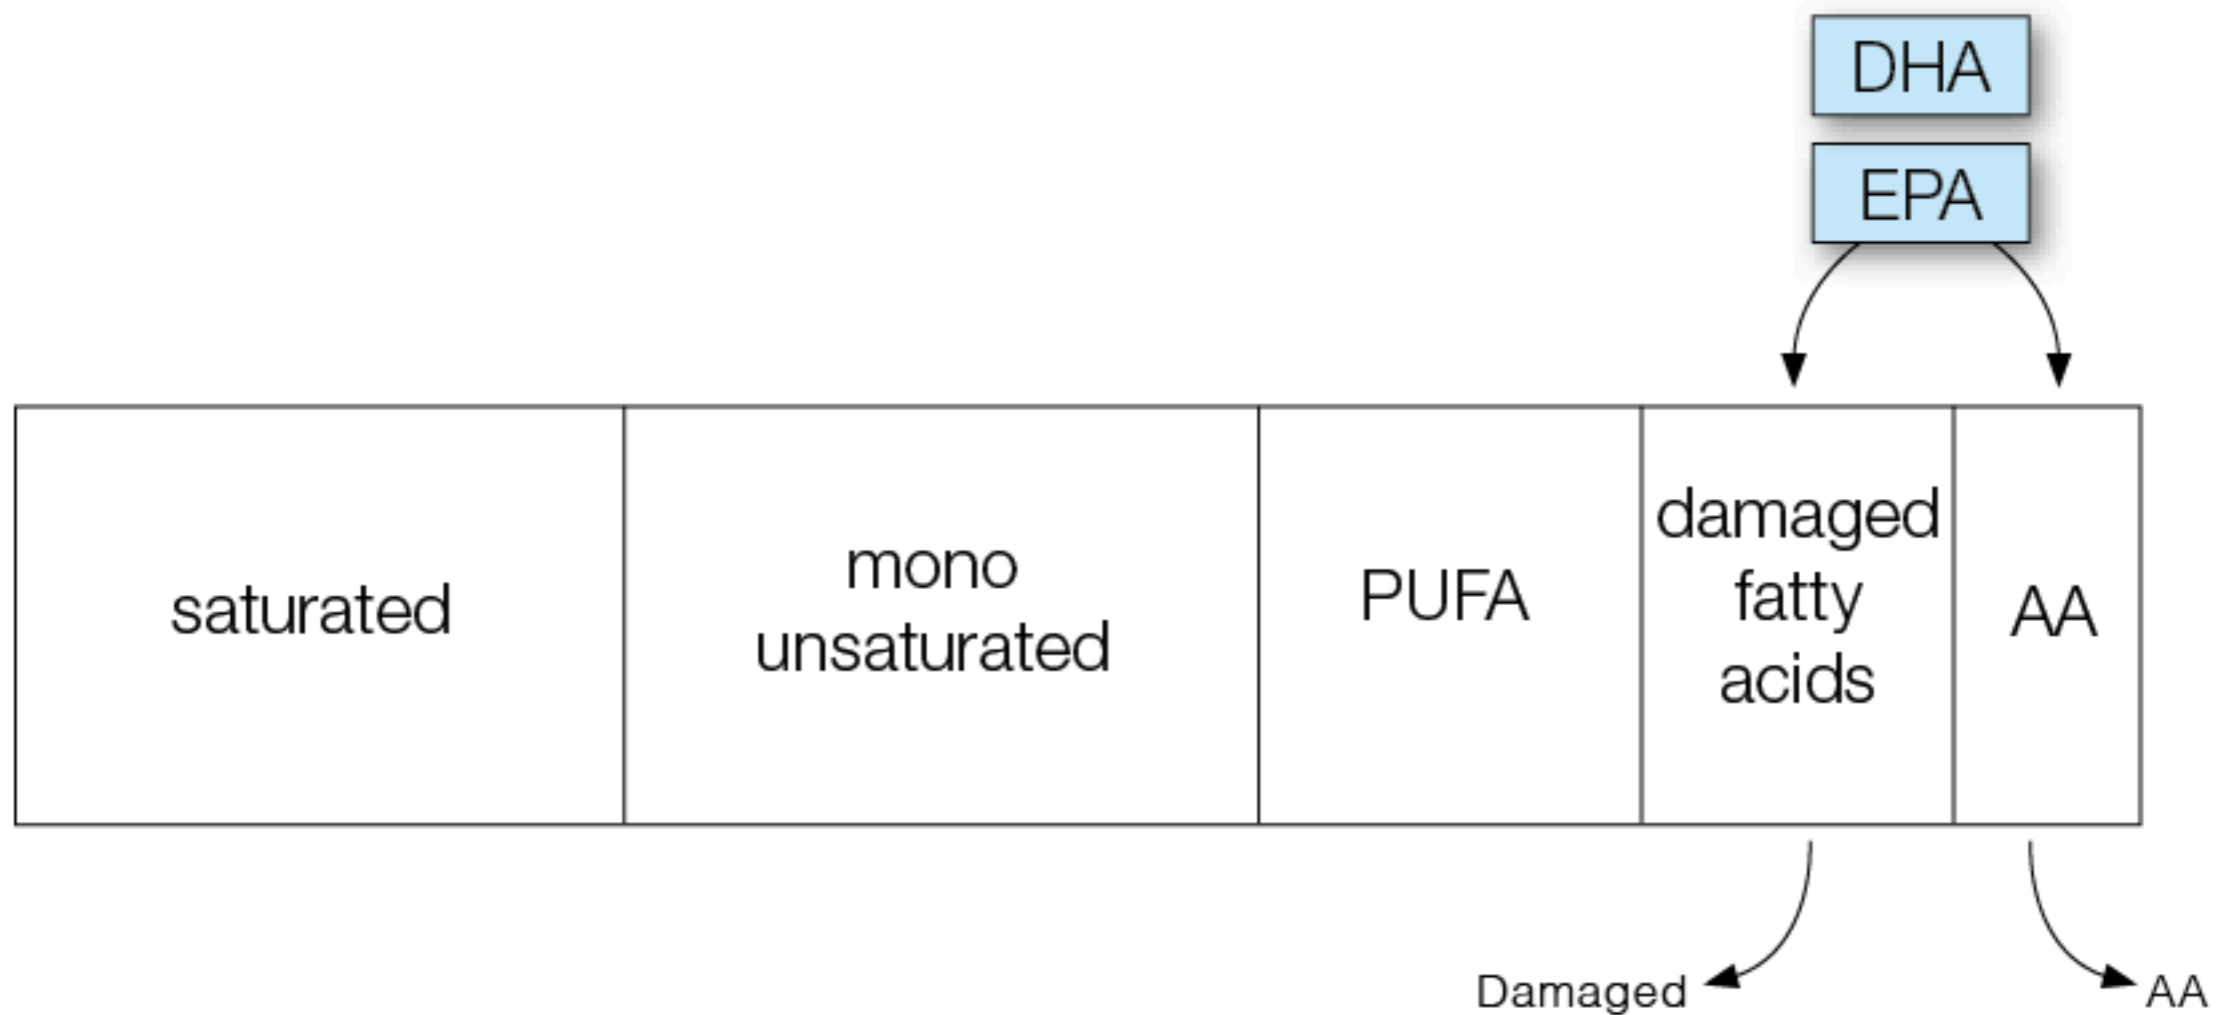 DHA
EPA
saturated
mono
unsaturated
PUFA
damaged
fatty
acids
AA
Damaged
AA